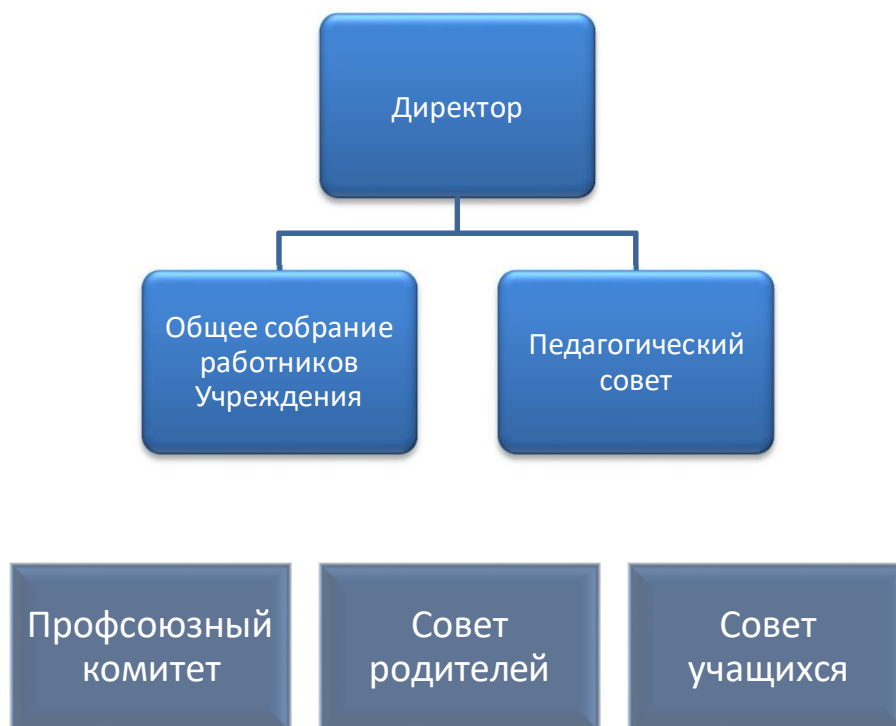 Директор
Общее собрание
работников
Учреждения
Педагогический
совет
Профсоюзный
комитет
Совет
родителей
Совет
учащихся